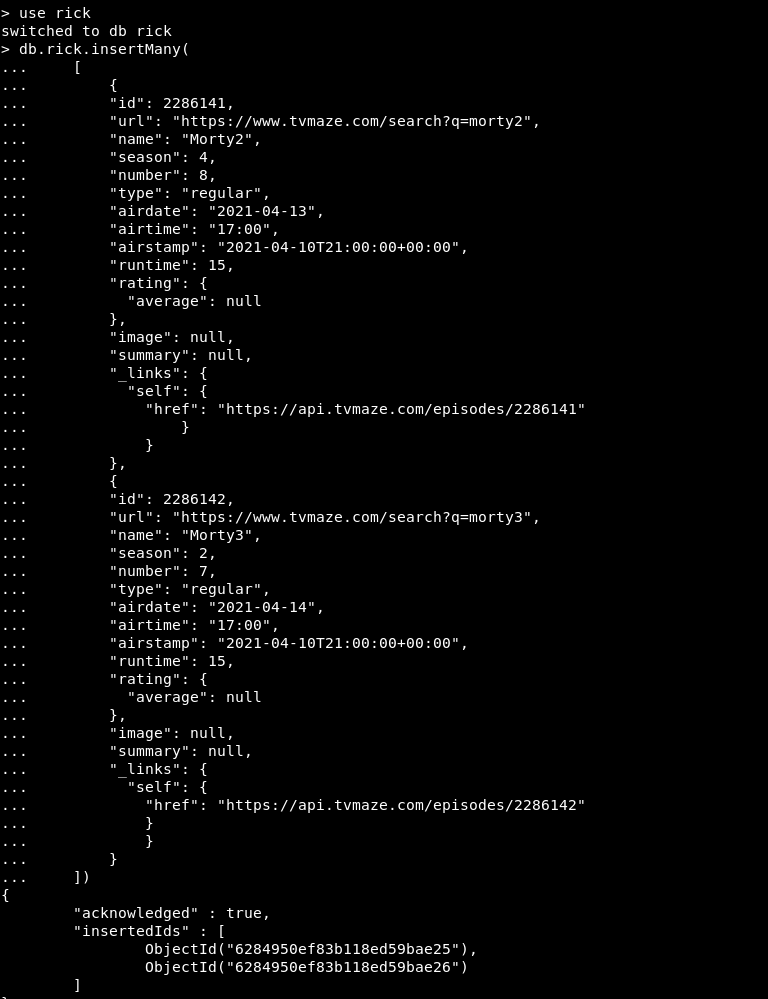 > use rick
switched to db rick
> db.rick.insertMany(
...     [
...         {
...         "id": 2286141,
...         "url": "https://www.tvmaze.com/search?q=morty2",
...         "name": "Morty2",
...         "season": 4,
...         "number": 8,
...         "type": "regular",
...         "airdate": "2021-04-13",
...         "airtime": "17:00",
...         "airstamp": "2021-04-10T21:00:00+00:00",
...         "runtime": 15,
...         "rating": {
...           "average": null
...         },
...         "image": null,
...         "summary": null,
...         "_links": {
...           "self": {
...             "href": "https://api.tvmaze.com/episodes/2286141"
...                 }
...             }
...         },
...         {
...         "id": 2286142,
...         "url": "https://www.tvmaze.com/search?q=morty3",
...         "name": "Morty3",
...         "season": 2,
...         "number": 7,
...         "type": "regular",
...         "airdate": "2021-04-14",
...         "airtime": "17:00",
...         "airstamp": "2021-04-10T21:00:00+00:00",
...         "runtime": 15,
...         "rating": {
...           "average": null
...         },
...         "image": null,
...         "summary": null,
...         "_links": {
...           "self": {
...             "href": "https://api.tvmaze.com/episodes/2286142"
...             }
...             }
...         }
...     ])
{
        "acknowledged" : true,
        "insertedIds" : [
                ObjectId("6284950ef83b118ed59bae25"),
                ObjectId("6284950ef83b118ed59bae26")
        ]